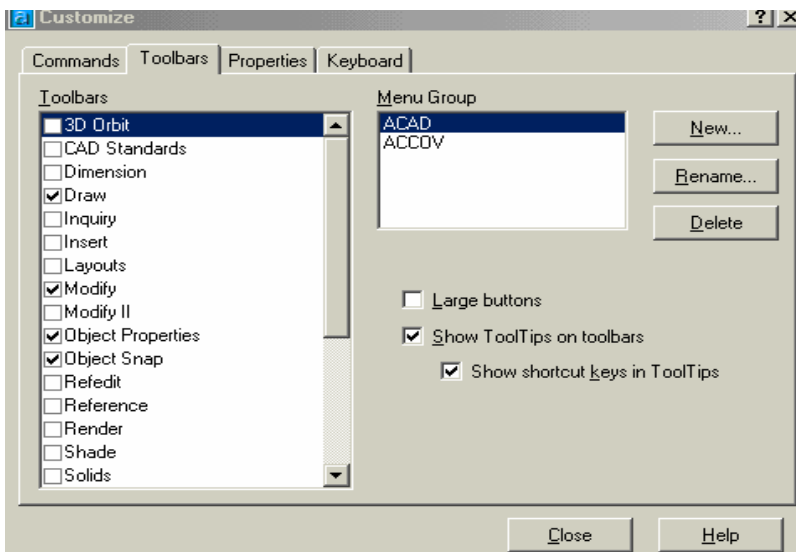 Customize
Commands Toolbars Properties Keyboard
Toolbars
3D Orbit
CAD Standards
Dimension
Draw
Inquiry
Insert
Layouts
Modify
Modify II
Object Properties
Object Snap
Refedit
Reference
Render
Shade
Solids
Menu Group
ACAD
ACCOV
New...
Rename...
Delete
Large buttons
Show ToolTips on toolbars
Show shortcut keys in ToolTips
Close Help